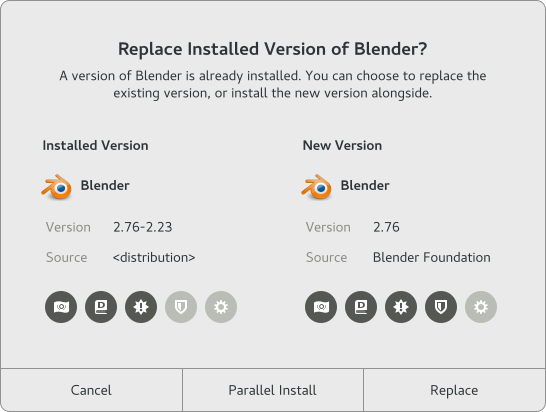 Replace Installed Version of Blender?
A version of Blender is already installed. You can choose to replace the
existing version, or install the new version alongside.
Installed Version
Blender
Version 2.76-2.23
Source <distribution>
New Version
Blender
Version 2.76
Source Blender Foundation
Cancel
Parallel Install
Replace